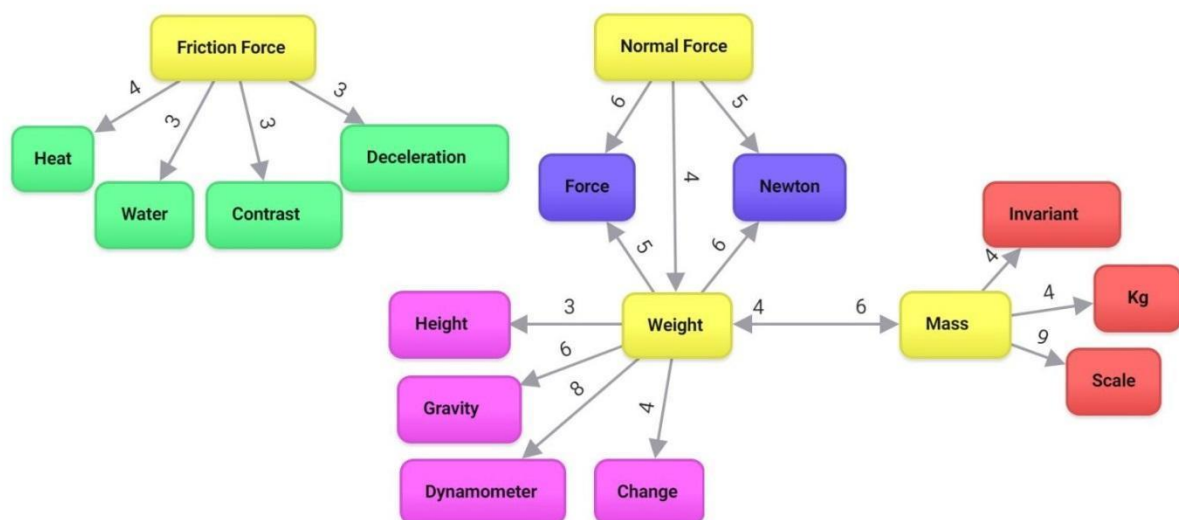 Friction Force
Normal Force
4
3
3
3
6
4
5
Heat
Water
Contrast
Deceleration
Force
Newton
5
6
Invariant
4
Height
3
Weight
4
6
Mass
4
Kg
9
Scale
6
Gravity
8
4
Dynamometer
Change